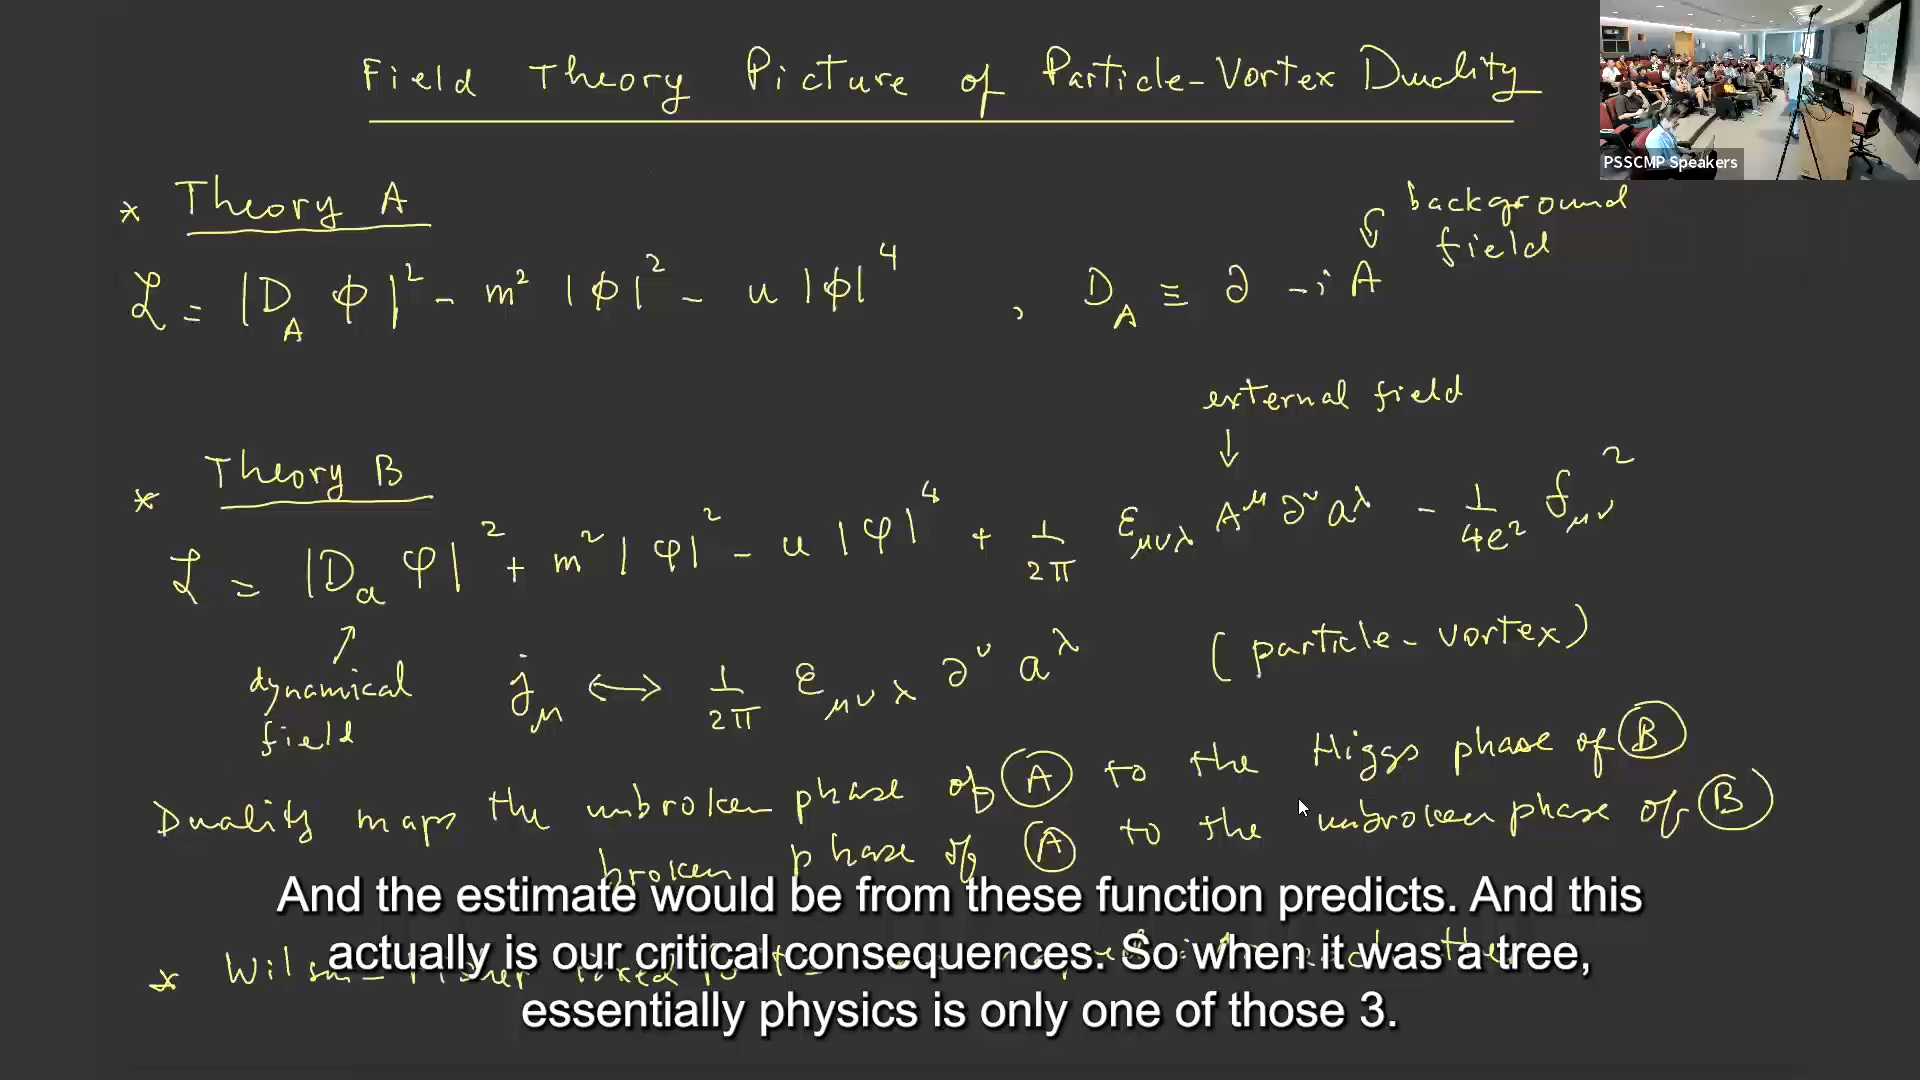 Field Theory Picture of Particle-Vortex Duality
PSSCMP Speakers
* Theory A
background field
ℒ = |D_A ϕ|² - m² |ϕ|² - u |ϕ|⁴ , D_A ≡ ∂ - i A
external field
* Theory B
ℒ = |D_a φ|² + m² |φ|² - u |φ|⁴ + 1/2π ε_μνλ A^μ ∂^ν a^λ - 1/4e² f_μν²
dynamical field
j_μ ↔ 1/2π ε_μνλ ∂^ν a^λ (particle-vortex)
Duality maps the unbroken phase of Ⓐ to the Higgs phase of Ⓑ
broken phase of Ⓐ to the unbroken phase of Ⓑ
And the estimate would be from these function predicts. And this
actually is our critical consequences. So when it was a tree,
essentially physics is only one of those 3.
* Wilson-Fisher fixed